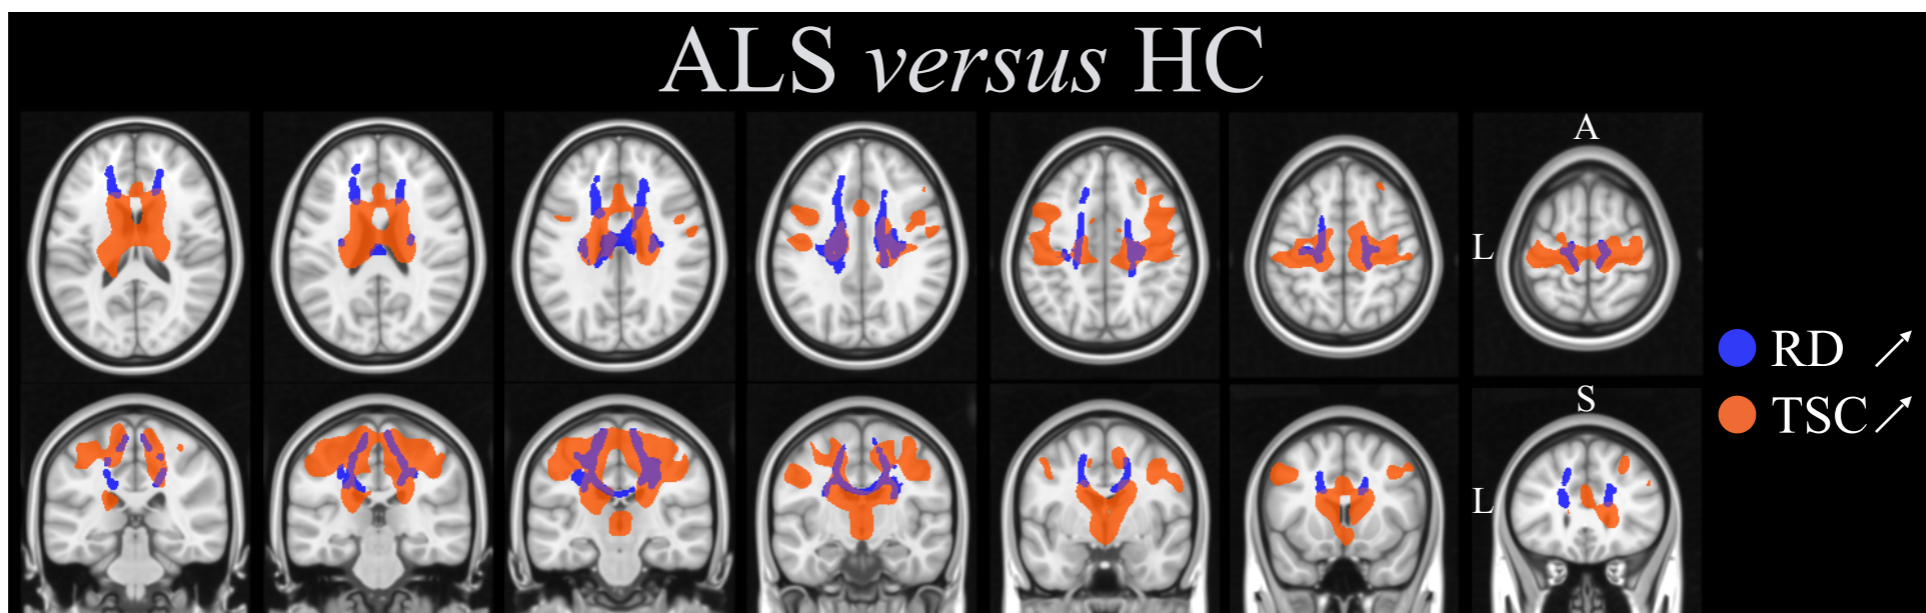 ALS versus HC
A
L
RD ↗
TSC ↗
S
L